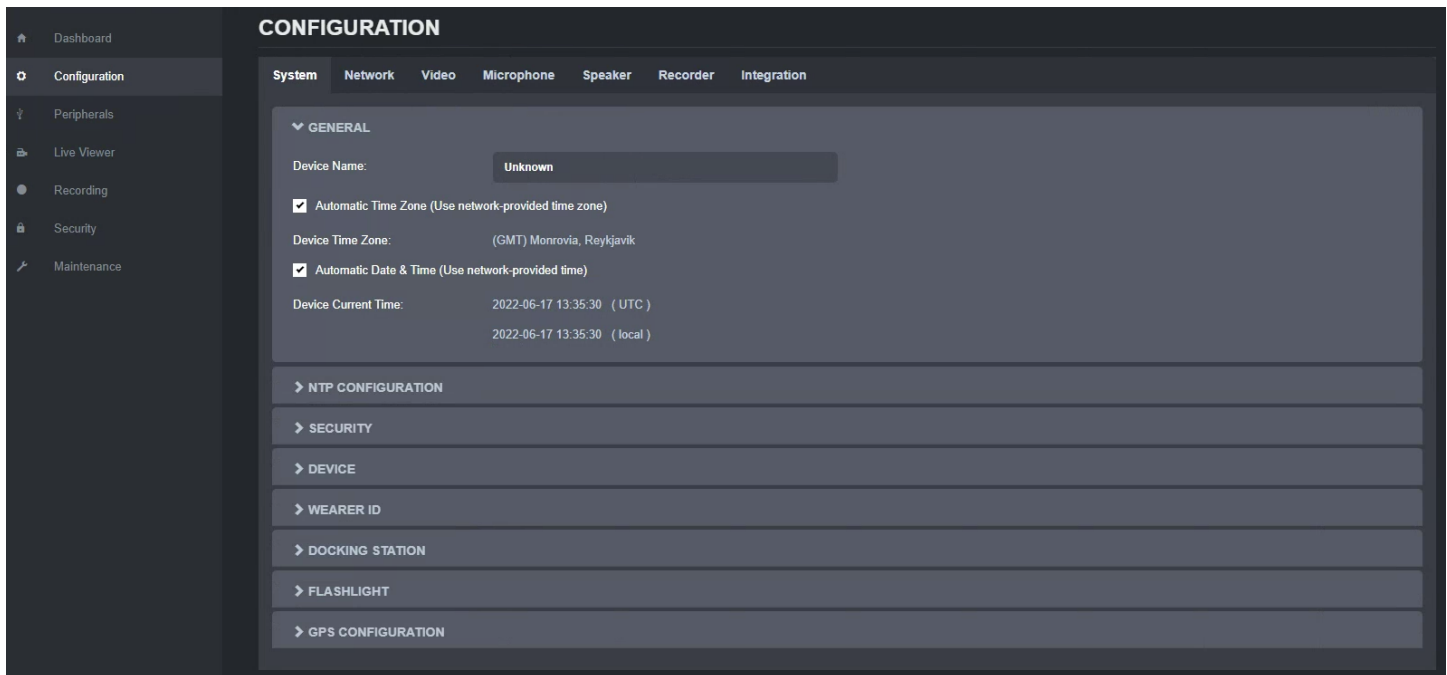 CONFIGURATION
Dashboard
Configuration
Peripherals
Live Viewer
Recording
Security
Maintenance
System Network Video Microphone Speaker Recorder Integration
GENERAL
Device Name: Unknown
Automatic Time Zone (Use network-provided time zone)
Device Time Zone: (GMT) Monrovia, Reykjavik
Automatic Date & Time (Use network-provided time)
Device Current Time: 2022-06-17 13:35:30 ( UTC )
2022-06-17 13:35:30 ( local )
NTP CONFIGURATION
SECURITY
DEVICE
WEARER ID
DOCKING STATION
FLASHLIGHT
GPS CONFIGURATION